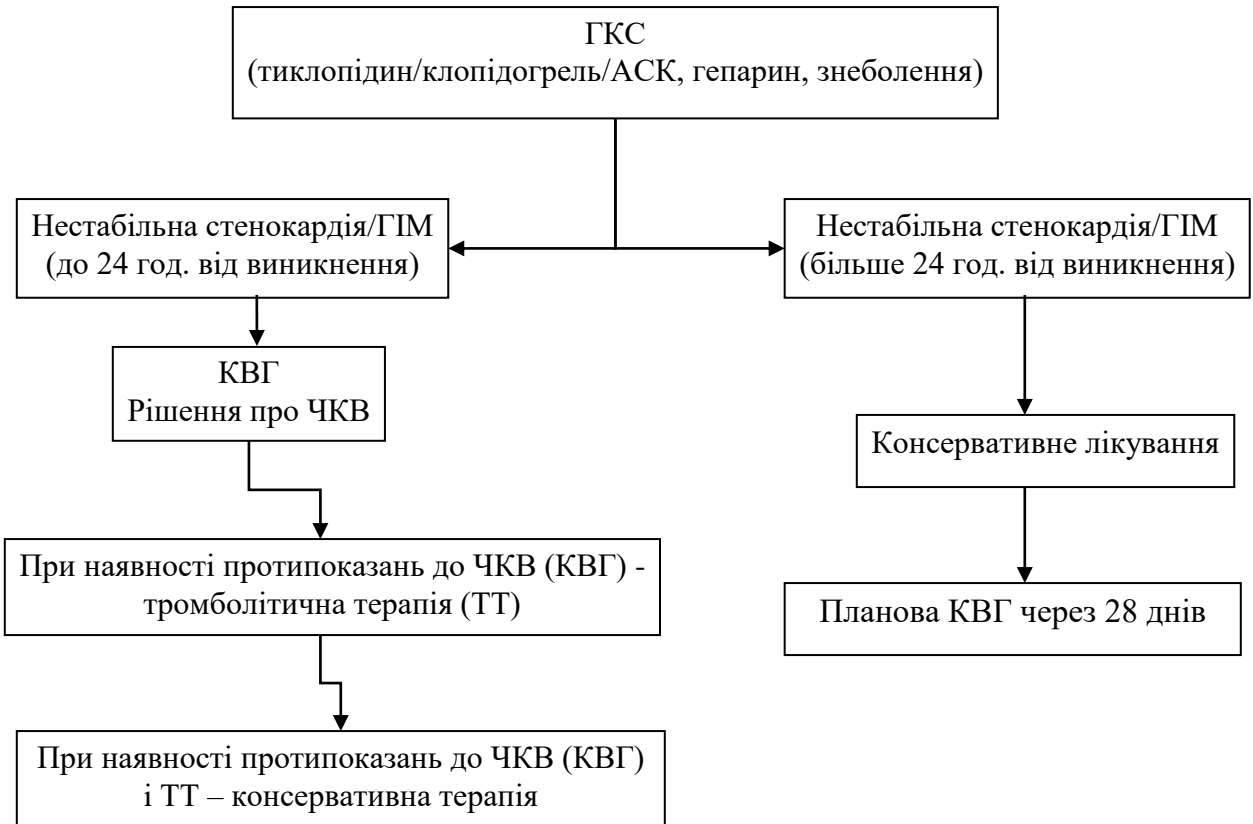 ГКС
(тиклопідин/клопідогрель/АСК, гепарин, знеболення)
Нестабільна стенокардія/ГІМ
(до 24 год. від виникнення)
Нестабільна стенокардія/ГІМ
(більше 24 год. від виникнення)
КВГ
Рішення про ЧКВ
Консервативне лікування
При наявності протипоказань до ЧКВ (КВГ) -
тромболітична терапія (ТТ)
Планова КВГ через 28 днів
При наявності протипоказань до ЧКВ (КВГ)
і ТТ – консервативна терапія